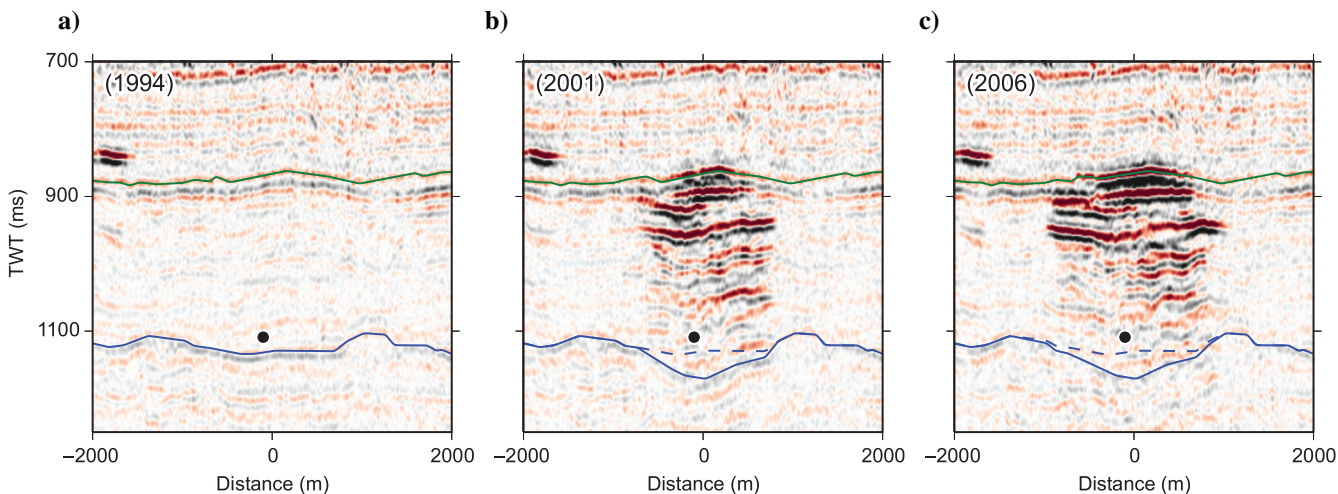 a) b) c)
700
(1994) (2001) (2006)
900
TWT (ms)
1100
–2000 0 2000 –2000 0 2000 –2000 0 2000
Distance (m) Distance (m) Distance (m)